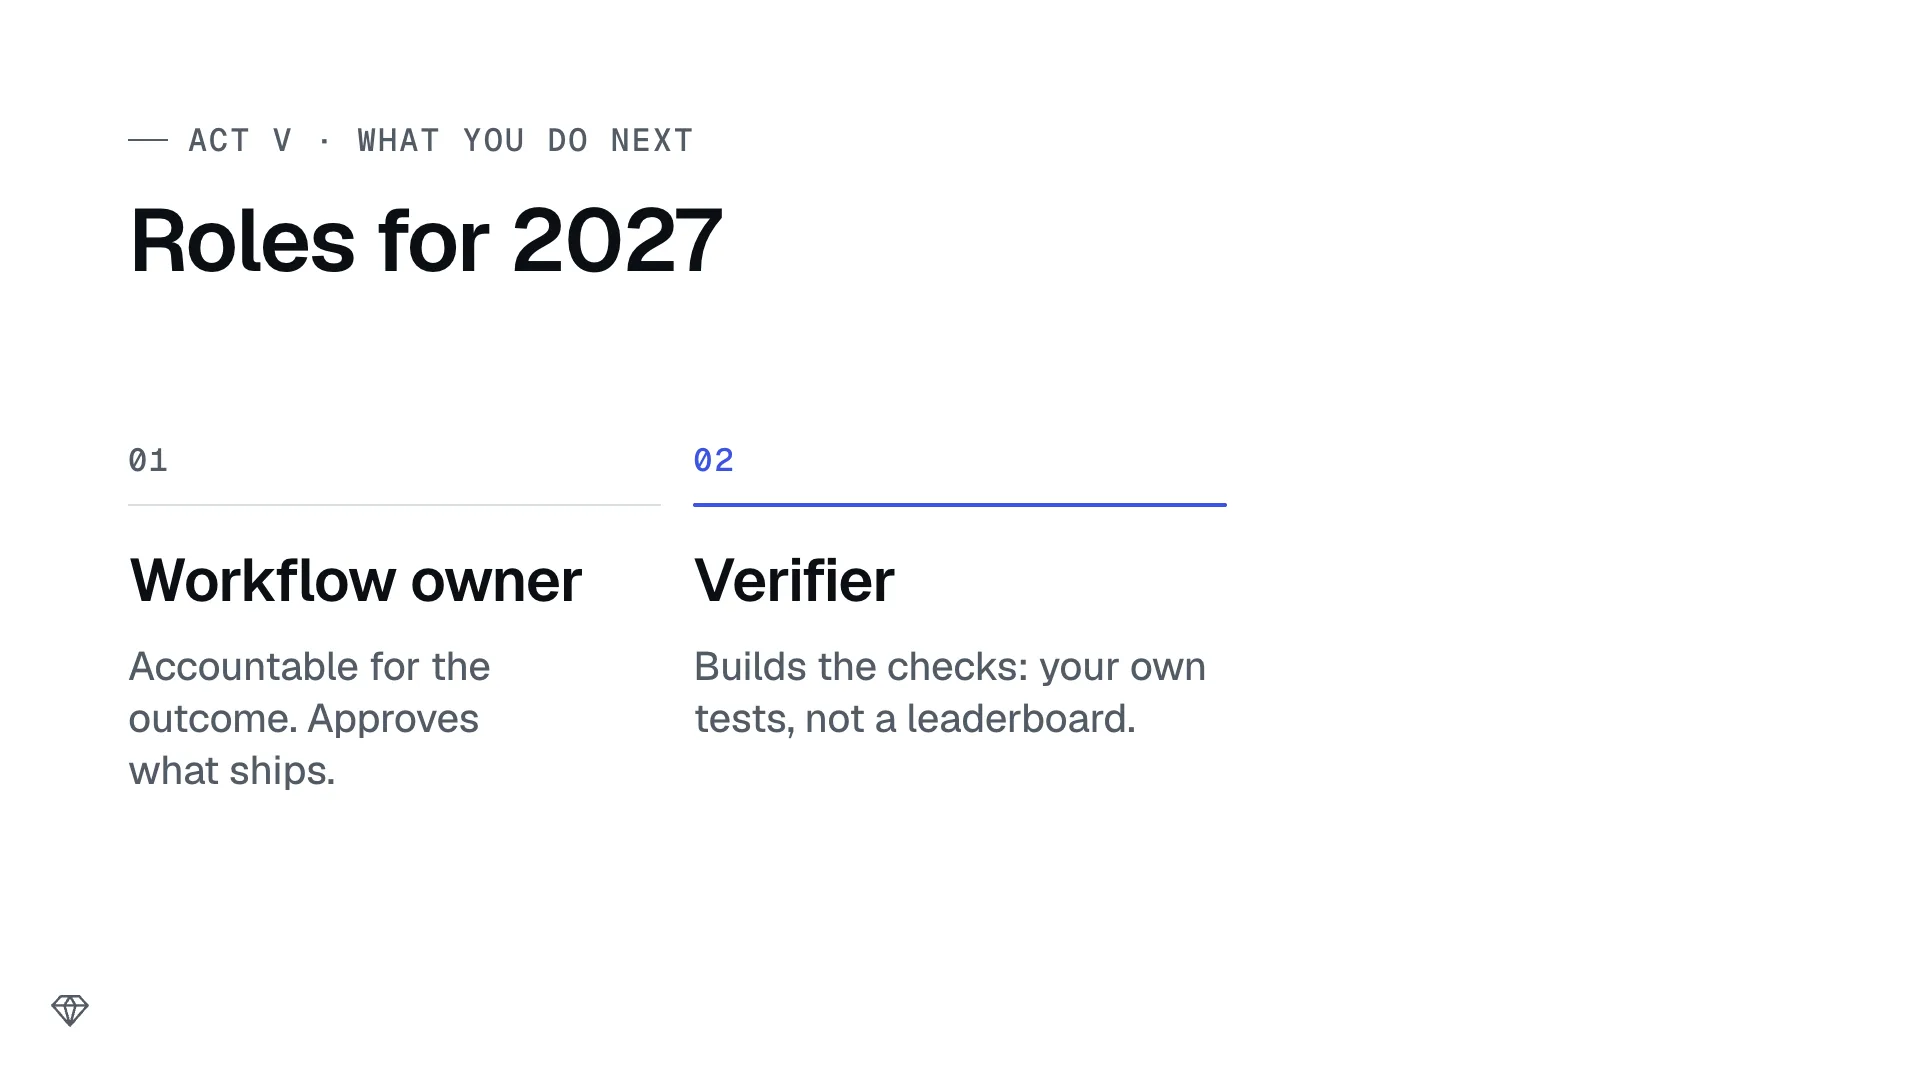 ACT V · WHAT YOU DO NEXT
Roles for 2027
01
Workflow owner
Accountable for the
outcome. Approves
what ships.
02
Verifier
Builds the checks: your own
tests, not a leaderboard.